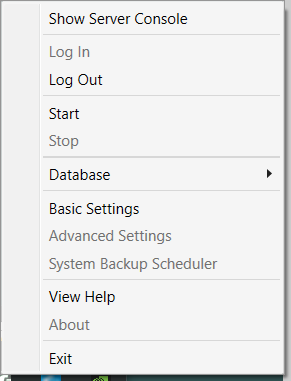 Show Server Console
Log In
Log Out
Start
Stop
Database
Basic Settings
Advanced Settings
System Backup Scheduler
View Help
About
Exit